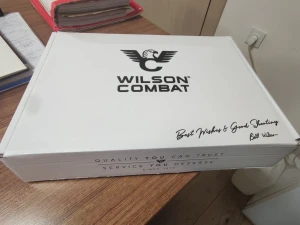 WILSON
COMBAT
Best Wishes & Good Shooting
Bill Wilson
QUALITY YOU CAN TRUST
SERVICE YOU DESERVE